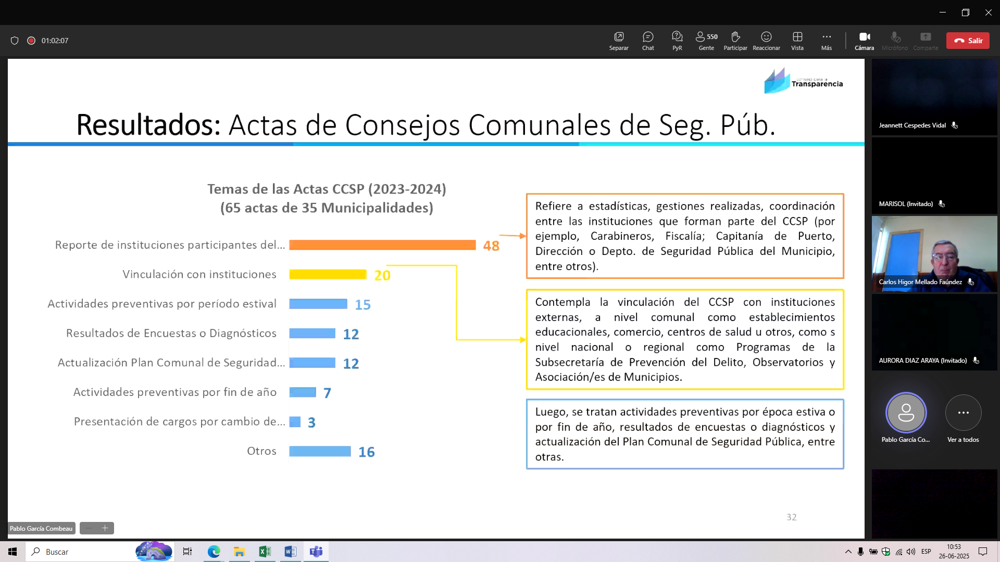 01:02:07
Separar
Chat
PyR
550
Gente
Participar
Reaccionar
Vista
Más
Cámara
Micrófono
Comparte
Salir
consejo para la
Transparencia
Resultados: Actas de Consejos Comunales de Seg. Púb.
Temas de las Actas CCSP (2023-2024)
(65 actas de 35 Municipalidades)
Reporte de instituciones participantes del... 48
Vinculación con instituciones 20
Actividades preventivas por período estival 15
Resultados de Encuestas o Diagnósticos 12
Actualización Plan Comunal de Seguridad... 12
Actividades preventivas por fin de año 7
Presentación de cargos por cambio de... 3
Otros 16
Refiere a estadísticas, gestiones realizadas, coordinación
entre las instituciones que forman parte del CCSP (por
ejemplo, Carabineros, Fiscalía; Capitanía de Puerto,
Dirección o Depto. de Seguridad Pública del Municipio,
entre otros).
Contempla la vinculación del CCSP con instituciones
externas, a nivel comunal como establecimientos
educacionales, comercio, centros de salud u otros, como s
nivel nacional o regional como Programas de la
Subsecretaría de Prevención del Delito, Observatorios y
Asociación/es de Municipios.
Luego, se tratan actividades preventivas por época estiva o
por fin de año, resultados de encuestas o diagnósticos y
actualización del Plan Comunal de Seguridad Pública, entre
otras.
32
Pablo García Combeau
Jeannett Cespedes Vidal
MARISOL (Invitado)
Carlos Higor Mellado Faúndez
AURORA DIAZ ARAYA (Invitado)
Pablo García Co...
Ver a todos
Buscar
ESP
10:53
26-06-2025